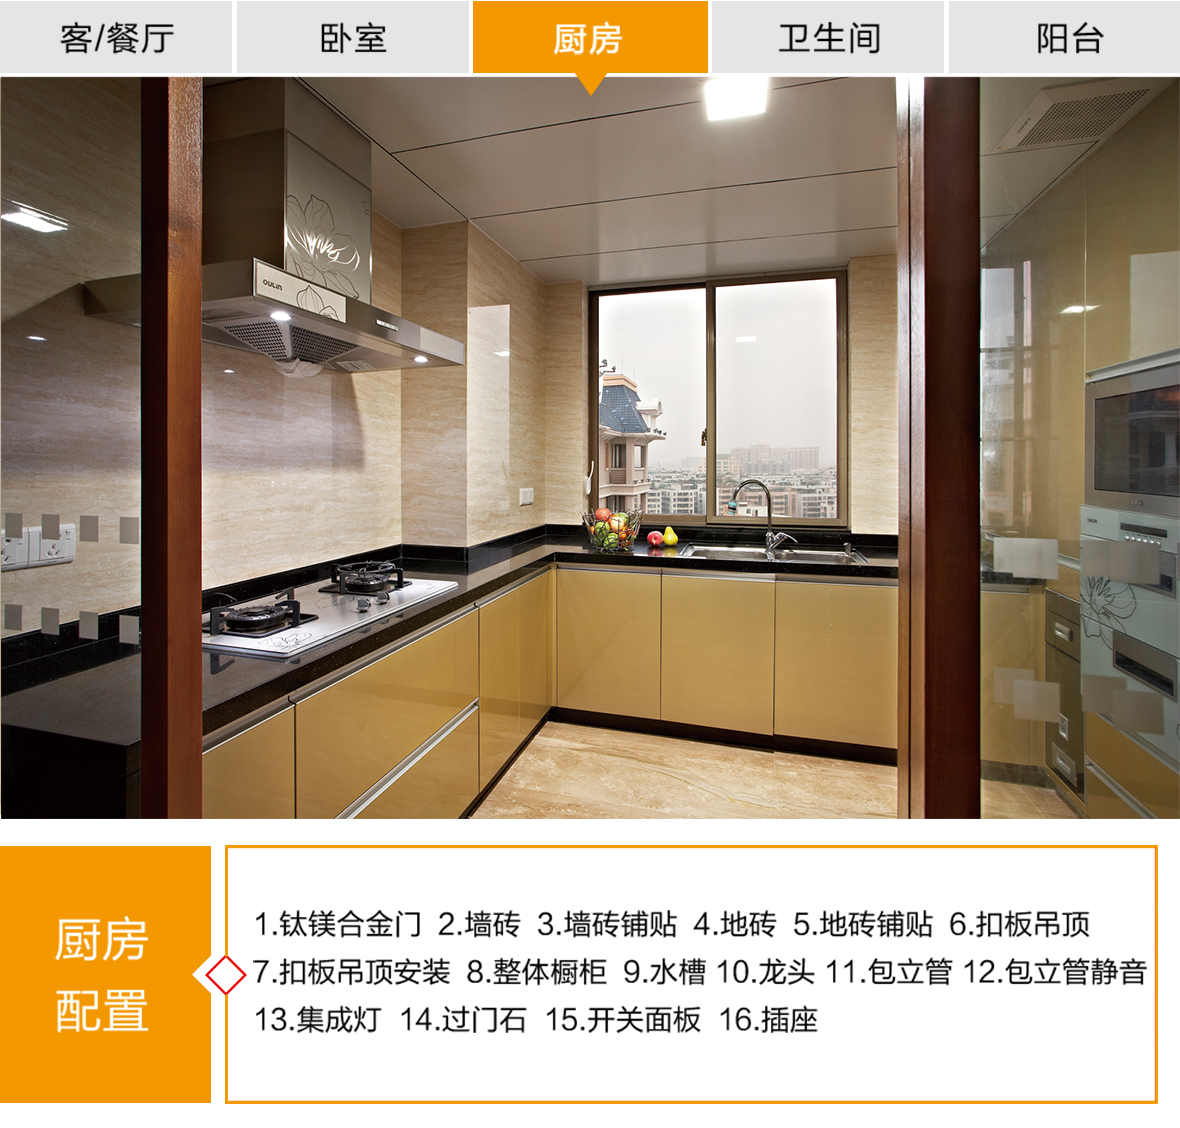 客/餐厅
卧室
厨房
卫生间
阳台
OULIN
厨房
配置
1.钛镁合金门 2.墙砖 3.墙砖铺贴 4.地砖 5.地砖铺贴 6.扣板吊顶
7.扣板吊顶安装 8.整体橱柜 9.水槽 10.龙头 11.包立管 12.包立管静音
13.集成灯 14.过门石 15.开关面板 16.插座